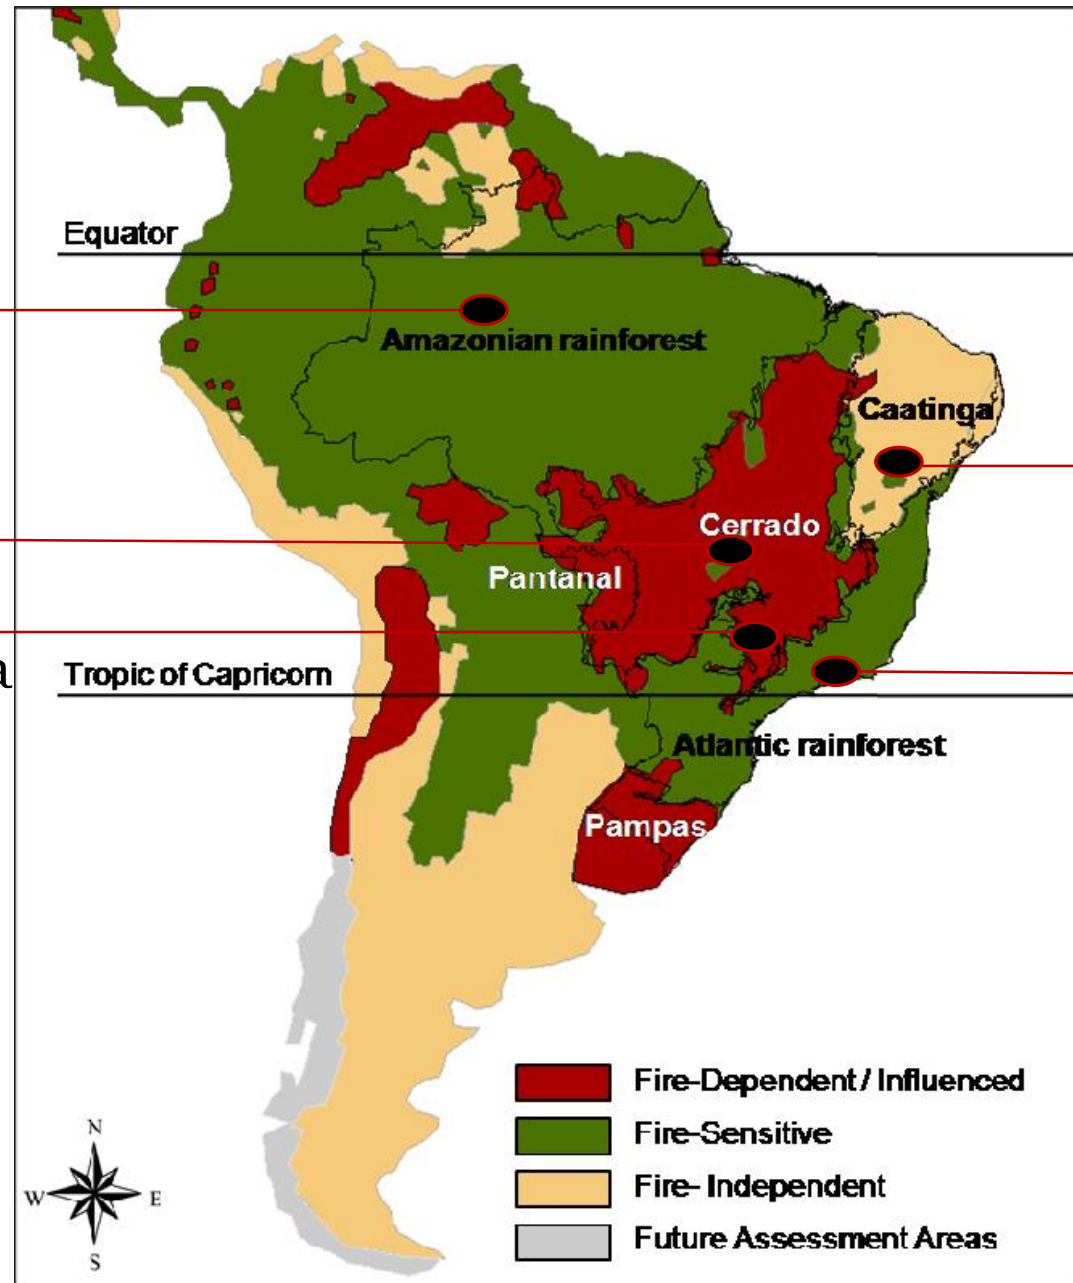 Equator
Amazonian rainforest
Caatinga
Cerrado
Pantanal
a
Tropic of Capricorn
Atlantic rainforest
Pampas
Fire-Dependent / Influenced
Fire-Sensitive
Fire- Independent
Future Assessment Areas
N
W E
S